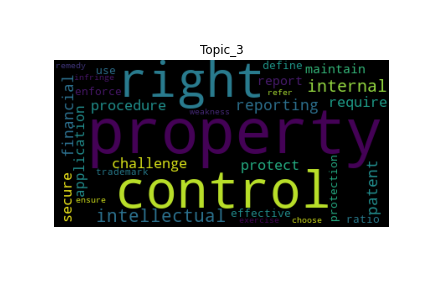 Topic_3
remedy
infringe
enforce
use
right
define
maintain
report
refer
internal
financial
application
procedure
reporting
require
weakness
property
challenge
protect
trademark
control
secure
ensure
intellectual
effective
exercise
choose
protection
ratio
patent